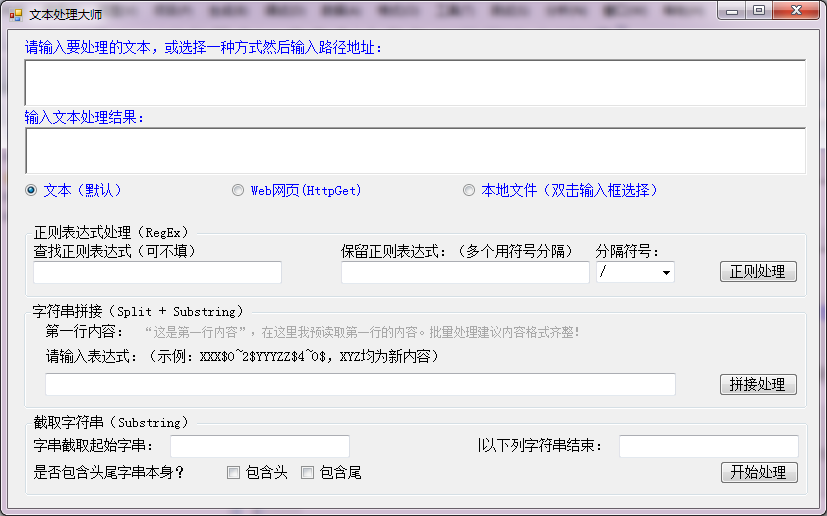 文本处理大师
请输入要处理的文本，或选择一种方式然后输入路径地址：
输入文本处理结果：
文本（默认） Web网页(HttpGet) 本地文件（双击输入框选择）
正则表达式处理（RegEx）
查找正则表达式（可不填） 保留正则表达式：（多个用符号分隔） 分隔符号：
/ 正则处理
字符串拼接（Split + Substring）
第一行内容： “这是第一行内容”，在这里我预读取第一行的内容。批量处理建议内容格式齐整！
请输入表达式：（示例：XXX$0~2$YYYZZ$4~0$，XYZ均为新内容）
拼接处理
截取字符串（Substring）
字串截取起始字串： |以下列字符串结束：
是否包含头尾字串本身？ 包含头 包含尾 开始处理